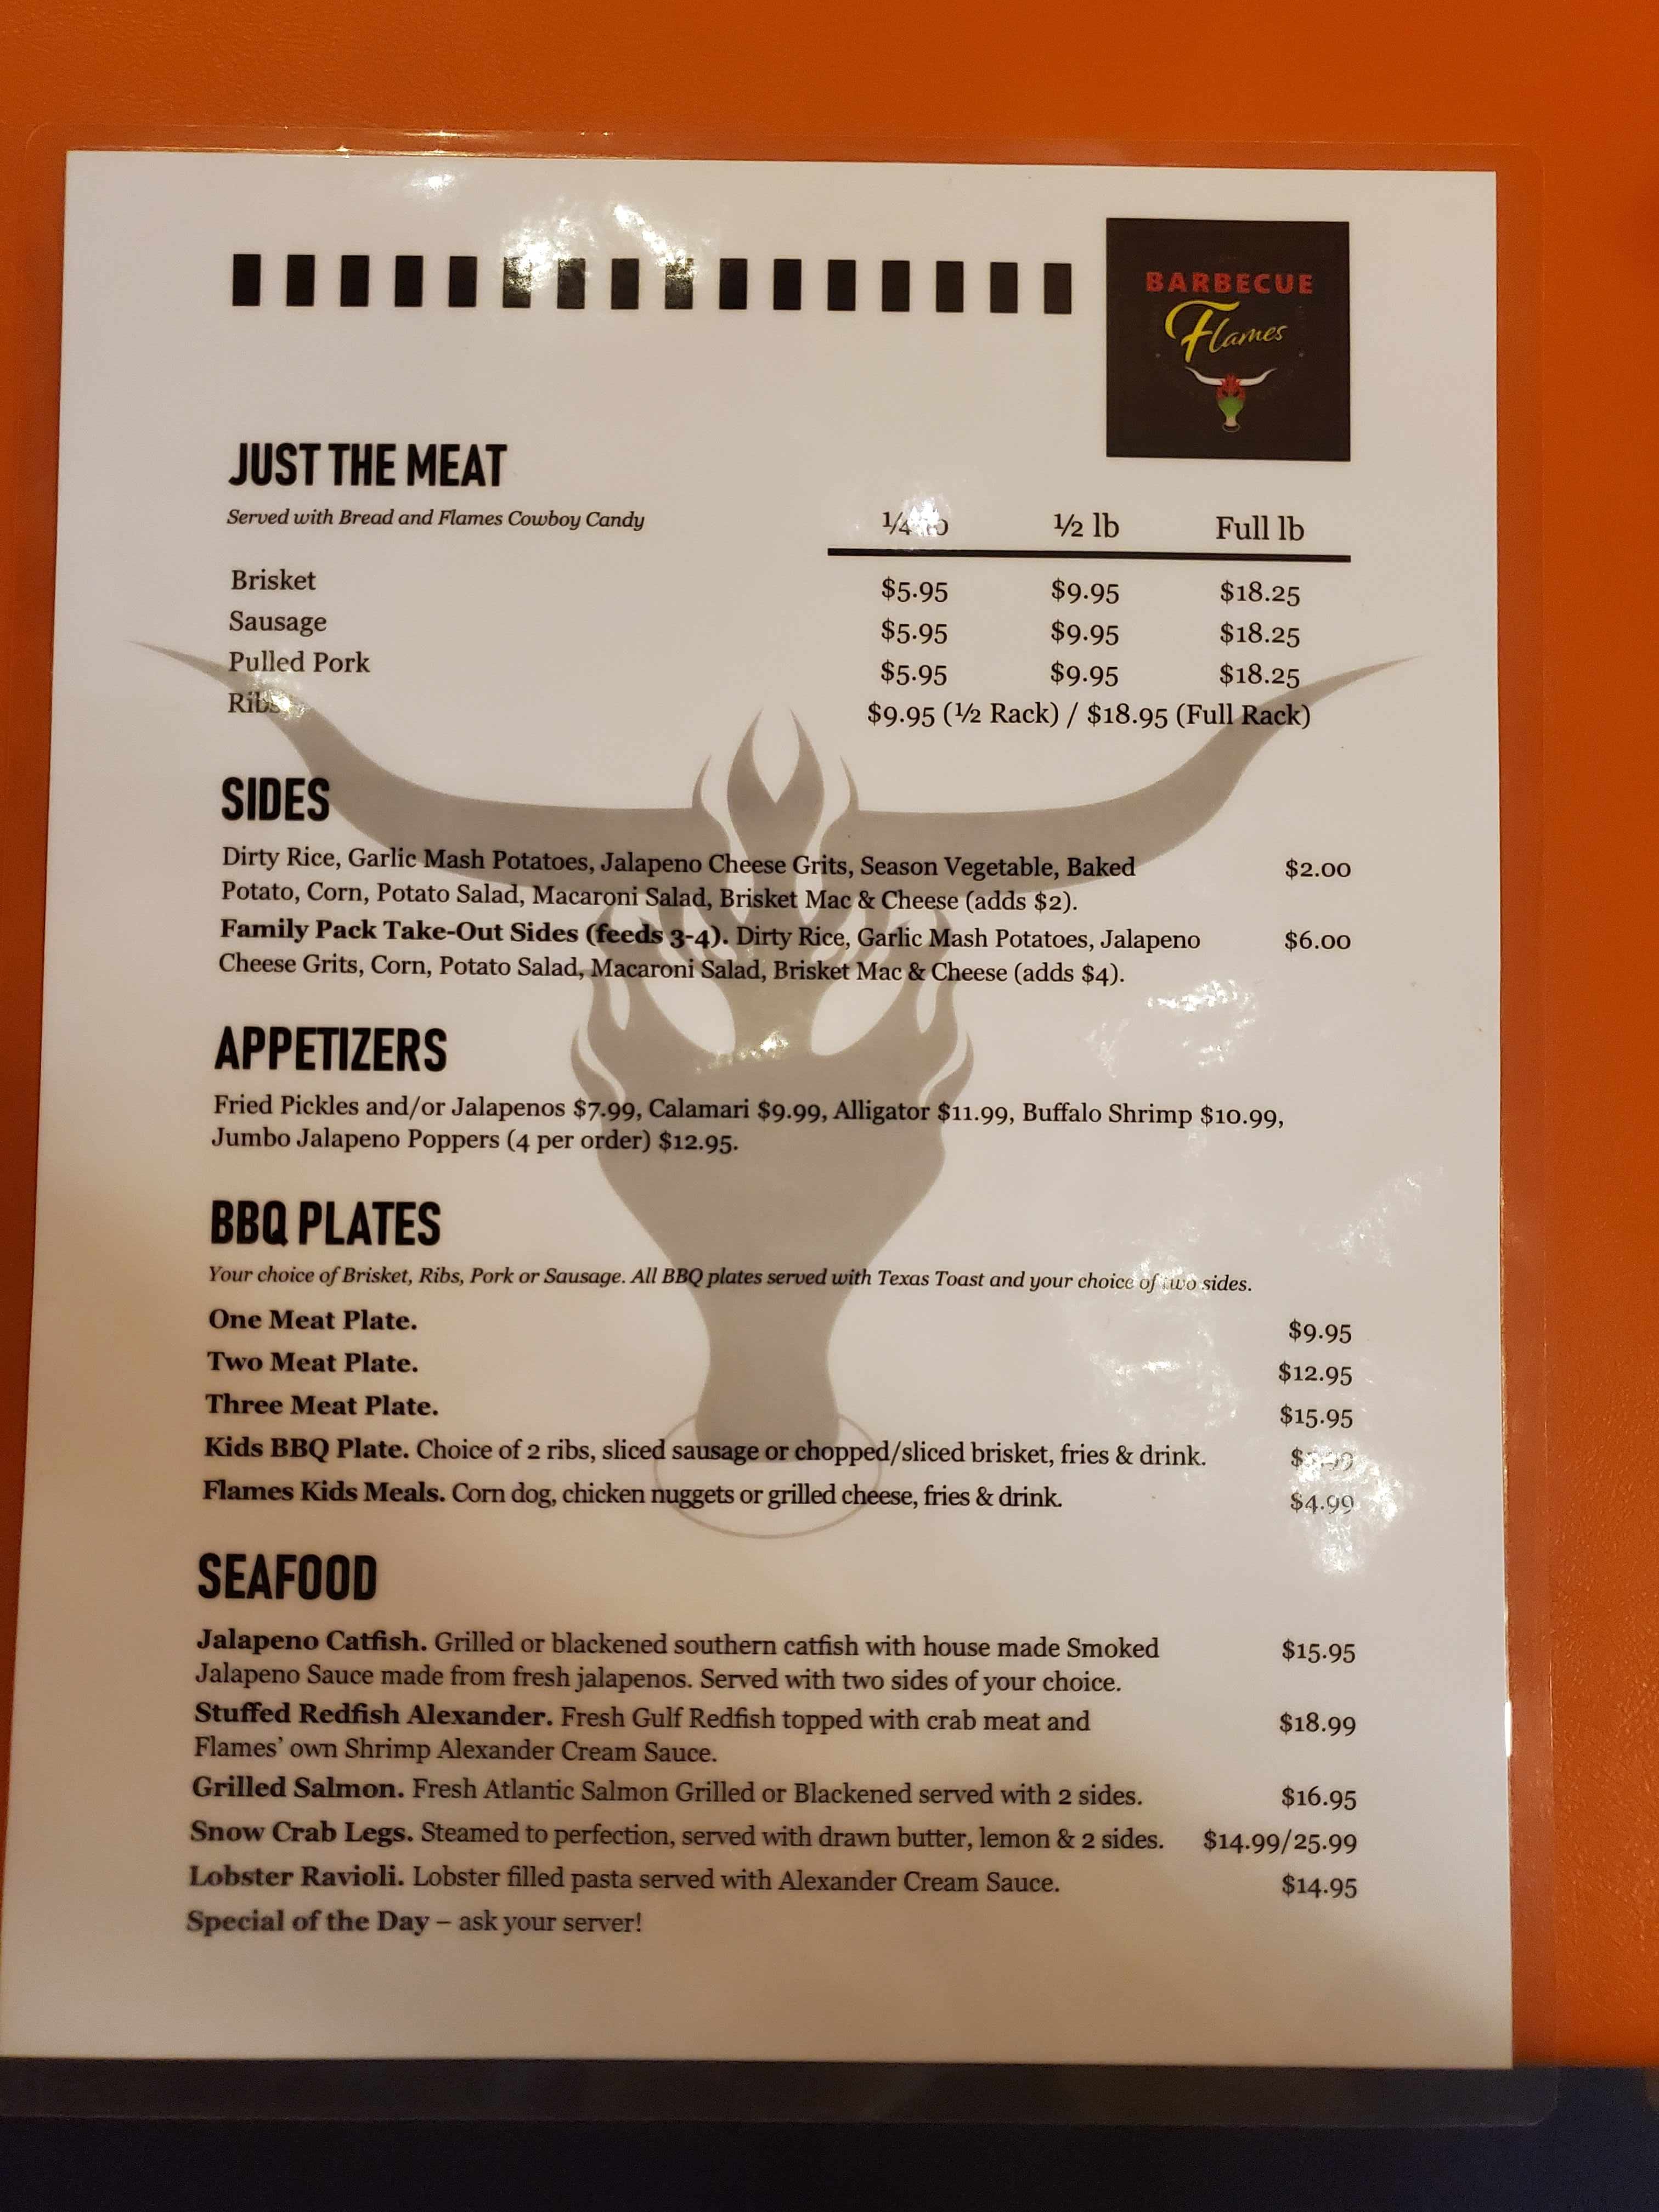 BARBECUE
Flames
JUST THE MEAT
Served with Bread and Flames Cowboy Candy
1/4 lb ½ lb Full lb
Brisket $5.95 $9.95 $18.25
Sausage $5.95 $9.95 $18.25
Pulled Pork $5.95 $9.95 $18.25
Ribs $9.95 (½ Rack) / $18.95 (Full Rack)
SIDES
Dirty Rice, Garlic Mash Potatoes, Jalapeno Cheese Grits, Season Vegetable, Baked $2.00
Potato, Corn, Potato Salad, Macaroni Salad, Brisket Mac & Cheese (adds $2).
Family Pack Take-Out Sides (feeds 3-4). Dirty Rice, Garlic Mash Potatoes, Jalapeno $6.00
Cheese Grits, Corn, Potato Salad, Macaroni Salad, Brisket Mac & Cheese (adds $4).
APPETIZERS
Fried Pickles and/or Jalapenos $7.99, Calamari $9.99, Alligator $11.99, Buffalo Shrimp $10.99,
Jumbo Jalapeno Poppers (4 per order) $12.95.
BBQ PLATES
Your choice of Brisket, Ribs, Pork or Sausage. All BBQ plates served with Texas Toast and your choice of two sides.
One Meat Plate. $9.95
Two Meat Plate. $12.95
Three Meat Plate. $15.95
Kids BBQ Plate. Choice of 2 ribs, sliced sausage or chopped/sliced brisket, fries & drink.
Flames Kids Meals. Corn dog, chicken nuggets or grilled cheese, fries & drink. $4.99
SEAFOOD
Jalapeno Catfish. Grilled or blackened southern catfish with house made Smoked $15.95
Jalapeno Sauce made from fresh jalapenos. Served with two sides of your choice.
Stuffed Redfish Alexander. Fresh Gulf Redfish topped with crab meat and $18.99
Flames' own Shrimp Alexander Cream Sauce.
Grilled Salmon. Fresh Atlantic Salmon Grilled or Blackened served with 2 sides. $16.95
Snow Crab Legs. Steamed to perfection, served with drawn butter, lemon & 2 sides. $14.99/25.99
Lobster Ravioli. Lobster filled pasta served with Alexander Cream Sauce. $14.95
Special of the Day – ask your server!